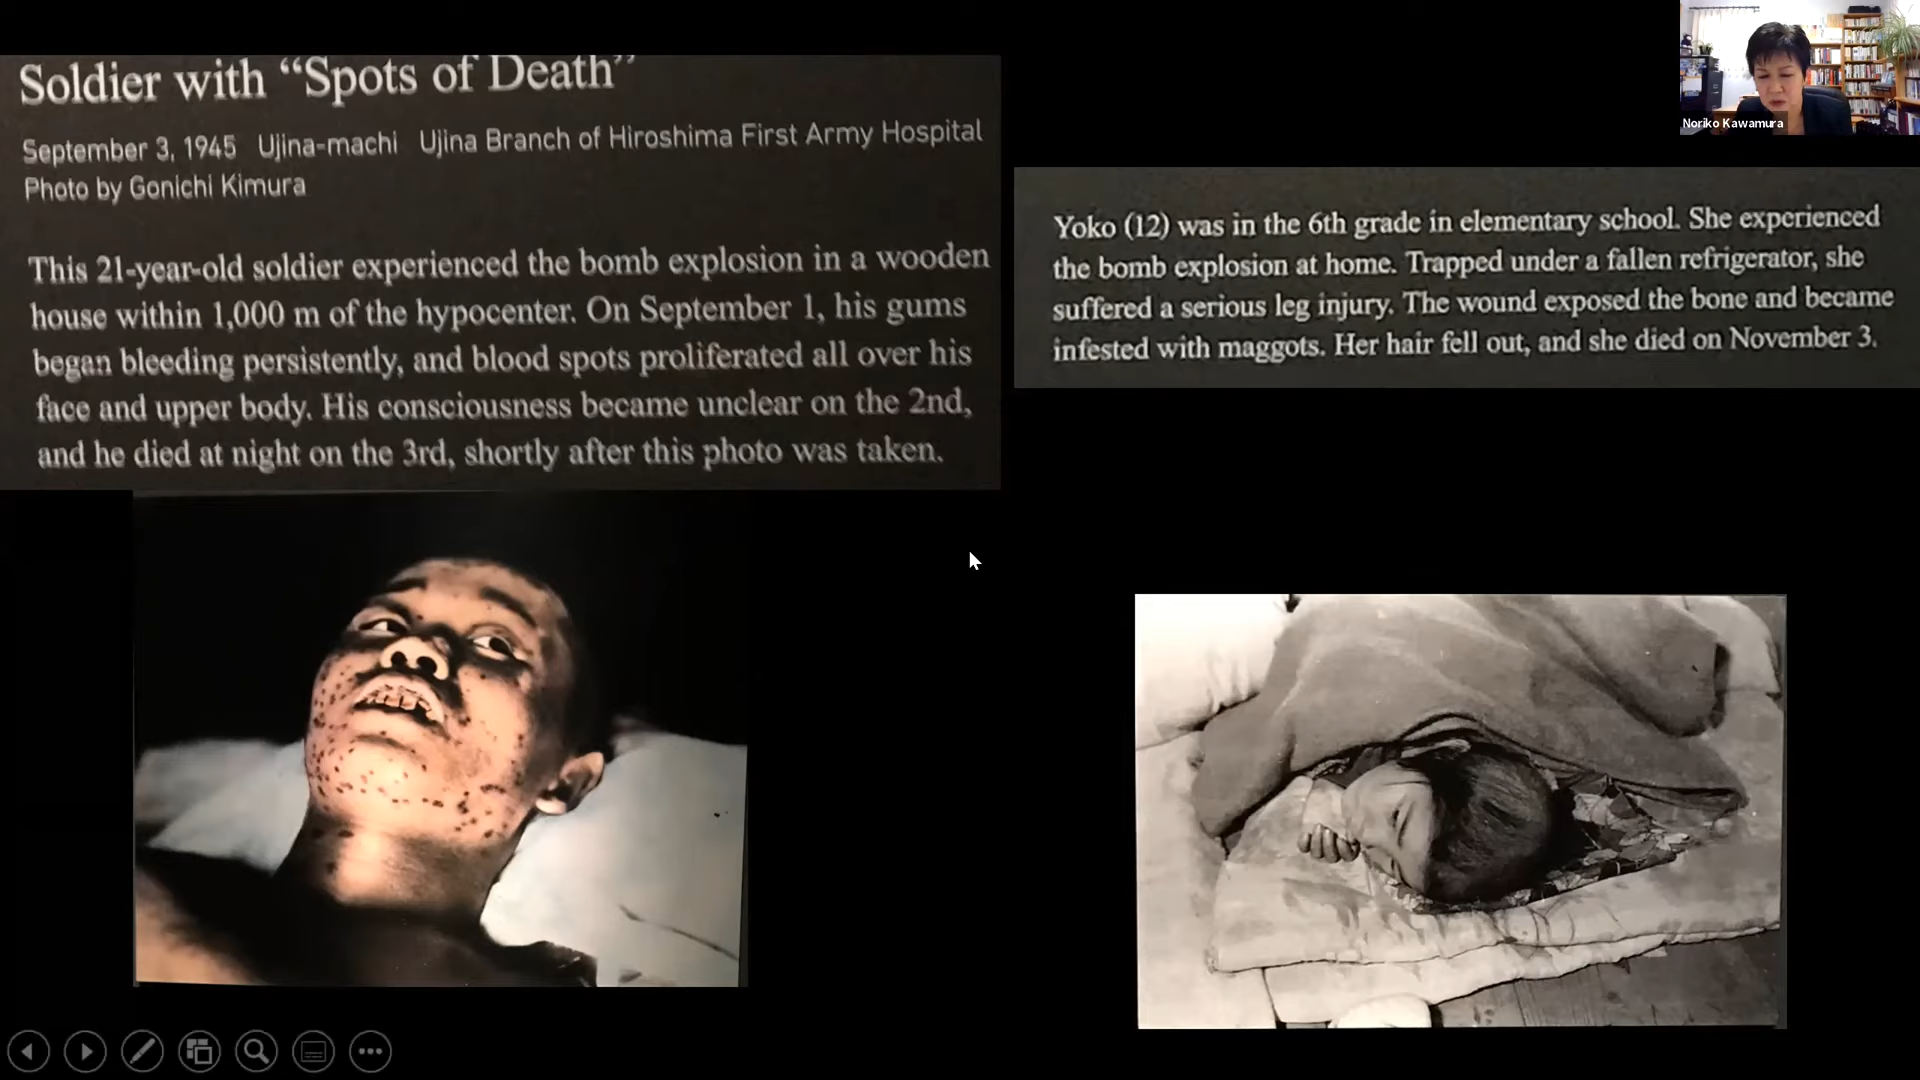 Soldier with “Spots of Death”
September 3, 1945 Ujina-machi Ujina Branch of Hiroshima First Army Hospital
Photo by Gonichi Kimura
This 21-year-old soldier experienced the bomb explosion in a wooden
house within 1,000 m of the hypocenter. On September 1, his gums
began bleeding persistently, and blood spots proliferated all over his
face and upper body. His consciousness became unclear on the 2nd,
and he died at night on the 3rd, shortly after this photo was taken.
Noriko Kawamura
Yoko (12) was in the 6th grade in elementary school. She experienced
the bomb explosion at home. Trapped under a fallen refrigerator, she
suffered a serious leg injury. The wound exposed the bone and became
infested with maggots. Her hair fell out, and she died on November 3.